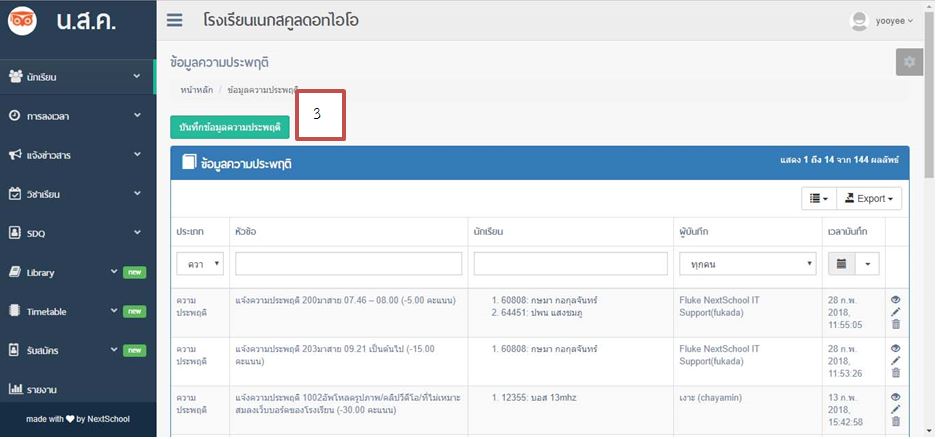 น.ส.ค.
โรงเรียนเนกสคูลดอทไอโอ
yooyee
นักเรียน
การลงเวลา
แจ้งข่าวสาร
วิชาเรียน
SDQ
Library new
Timetable new
รับสมัคร new
รายงาน
made with by NextSchool
ข้อมูลความประพฤติ
หน้าหลัก / ข้อมูลความประพฤติ
บันทึกข้อมูลความประพฤติ
3
ข้อมูลความประพฤติ
แสดง 1 ถึง 14 จาก 144 ผลลัพธ์
Export
ประเภท หัวข้อ นักเรียน ผู้บันทึก เวลาบันทึก
ควา ทุกคน
ความ แจ้งความประพฤติ 200มาสาย 07.46 – 08.00 (-5.00 คะแนน) 1. 60808: กษมา กอกุลจันทร์ Fluke NextSchool IT 28 ก.พ.
ประพฤติ 2. 64451: ปพน แสงชมภู Support(fukada) 2018,
11:55:05
ความ แจ้งความประพฤติ 203มาสาย 09.21 เป็นต้นไป (-15.00 1. 60808: กษมา กอกุลจันทร์ Fluke NextSchool IT 28 ก.พ.
ประพฤติ คะแนน) Support(fukada) 2018,
11:53:26
ความ แจ้งความประพฤติ 1002อัพโหลดรูปภาพ/คลิปวีดีโอ/ที่ไม่เหมาะ 1. 12355: บอส 13mhz เงาะ (chayamin) 13 ก.พ.
ประพฤติ สมลงเว็บบอร์ดของโรงเรียน (-30.00 คะแนน) 2018,
15:42:58